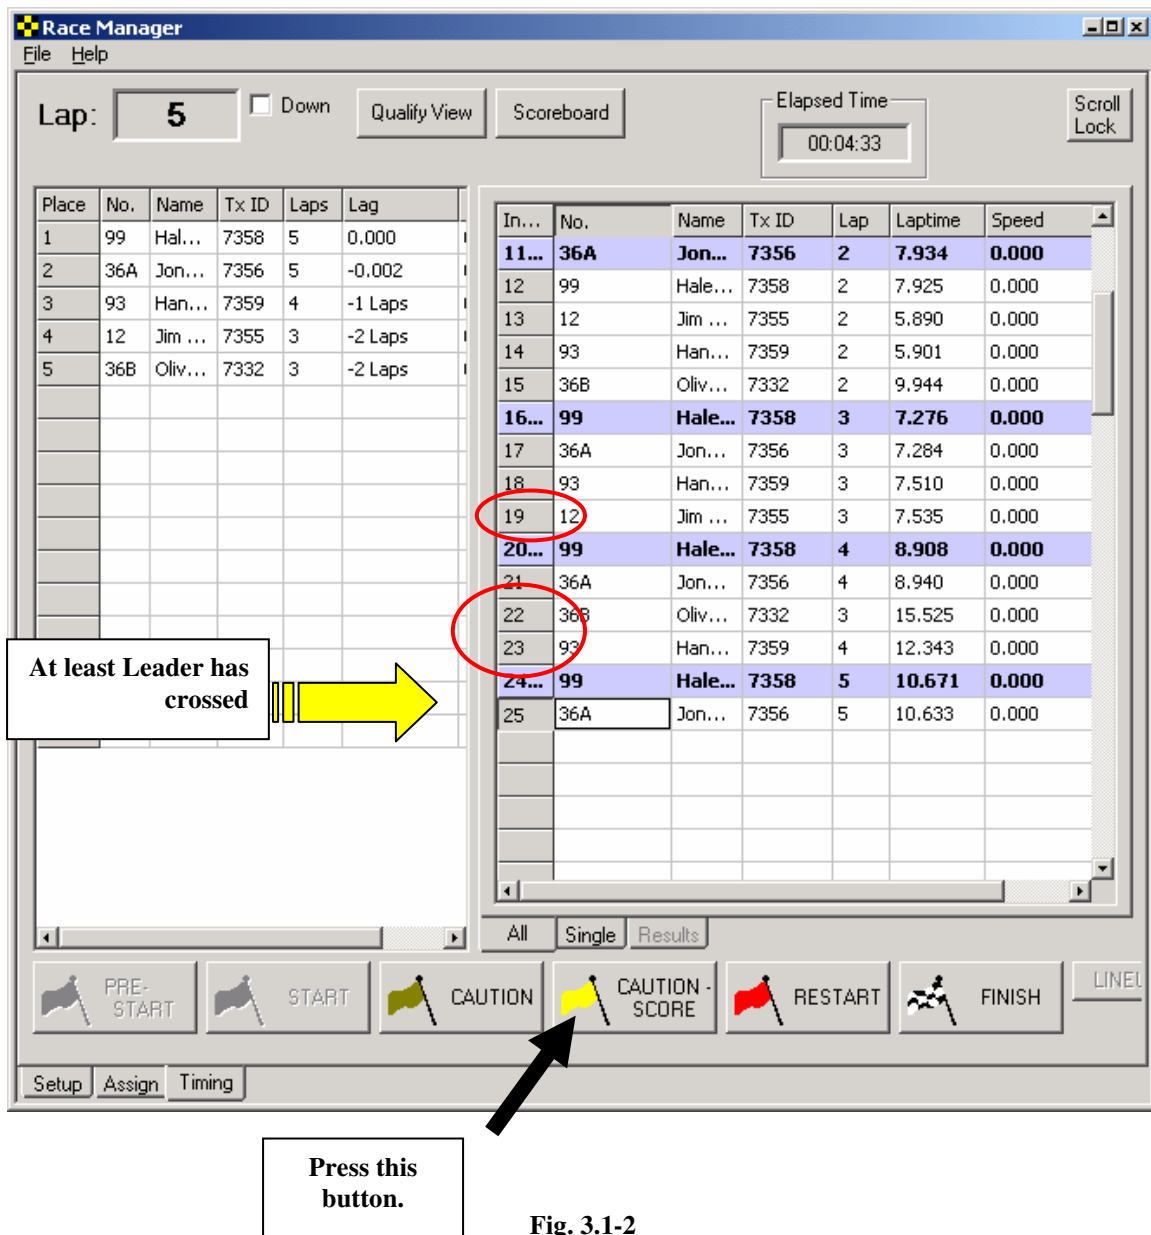 Race Manager
File Help
Lap: 5 Down Qualify View Scoreboard Elapsed Time 00:04:33 Scroll Lock
Place No. Name Tx ID Laps Lag
1 99 Hal... 7358 5 0.000
2 36A Jon... 7356 5 -0.002
3 93 Han... 7359 4 -1 Laps
4 12 Jim ... 7355 3 -2 Laps
5 36B Oliv... 7332 3 -2 Laps
In... No. Name Tx ID Lap Laptime Speed
11... 36A Jon... 7356 2 7.934 0.000
12 99 Hale... 7358 2 7.925 0.000
13 12 Jim ... 7355 2 5.890 0.000
14 93 Han... 7359 2 5.901 0.000
15 36B Oliv... 7332 2 9.944 0.000
16... 99 Hale... 7358 3 7.276 0.000
17 36A Jon... 7356 3 7.284 0.000
18 93 Han... 7359 3 7.510 0.000
19 12 Jim ... 7355 3 7.535 0.000
20... 99 Hale... 7358 4 8.908 0.000
21 36A Jon... 7356 4 8.940 0.000
22 36B Oliv... 7332 3 15.525 0.000
23 93 Han... 7359 4 12.343 0.000
24... 99 Hale... 7358 5 10.671 0.000
25 36A Jon... 7356 5 10.633 0.000
At least Leader has
crossed
All Single Results
PRE-
START
START
CAUTION
CAUTION -
SCORE
RESTART
FINISH
Setup Assign Timing
Press this
button.
Fig. 3.1-2